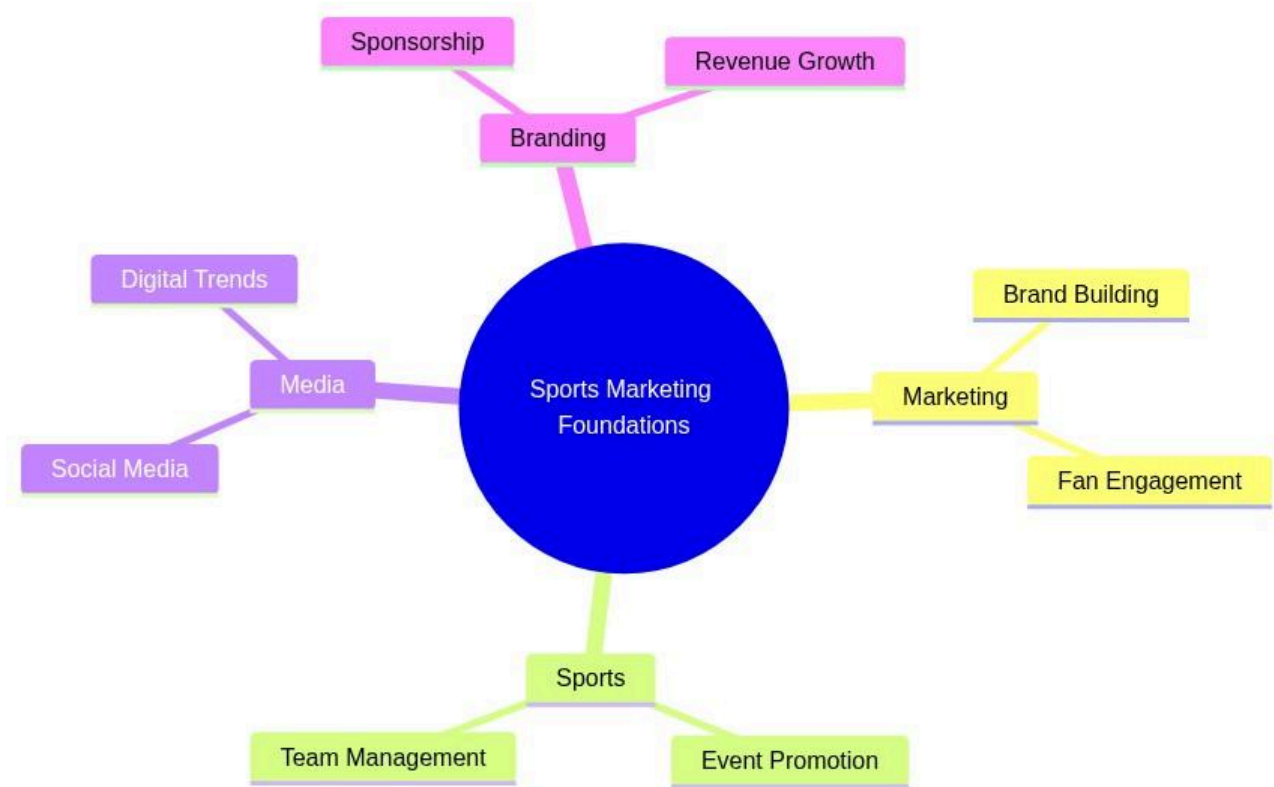 Sponsorship
Revenue Growth
Branding
Digital Trends
Brand Building
Media
Sports Marketing
Foundations
Marketing
Social Media
Fan Engagement
Sports
Team Management
Event Promotion